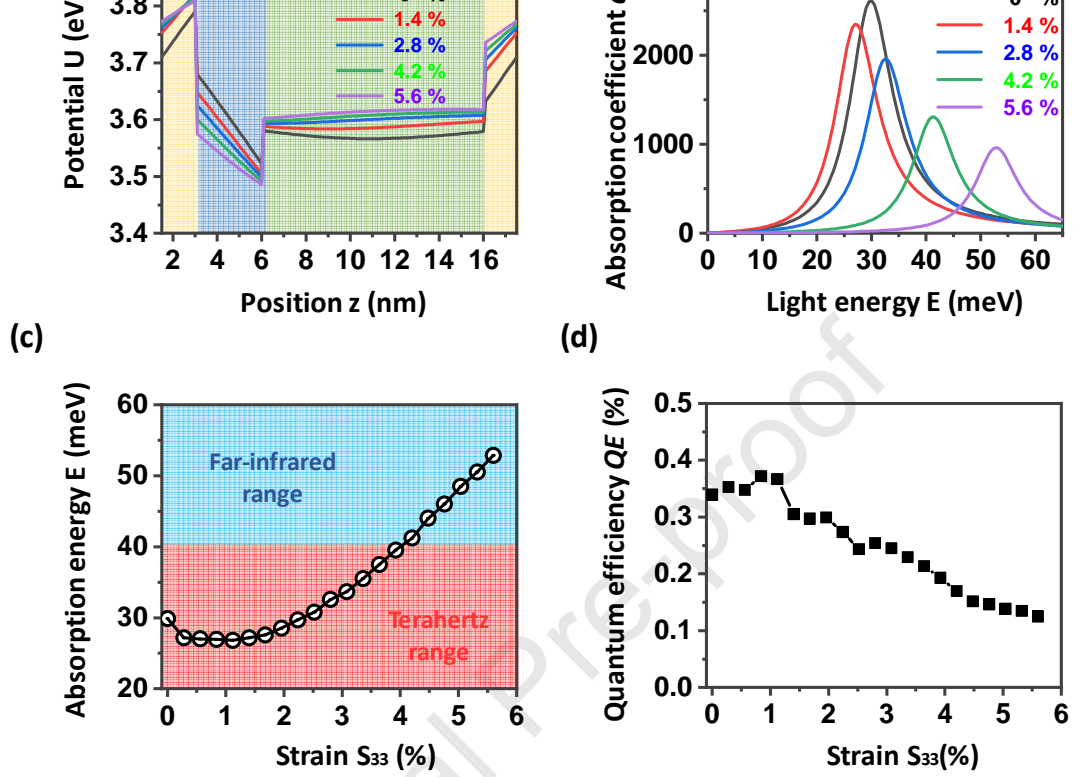 3.8
3.7
3.6
3.5
3.4
Potential U (eV
%
1.4 %
2.8 %
4.2 %
5.6 %
2 4 6 8 10 12 14 16
Position z (nm)
2000
1000
0
Absorption coefficient
%
1.4 %
2.8 %
4.2 %
5.6 %
0 10 20 30 40 50 60
Light energy E (meV)
(c)
60
50
40
30
20
Absorption energy E (meV)
Far-infrared
range
Terahertz
range
0 1 2 3 4 5 6
Strain S33 (%)
(d)
0.5
0.4
0.3
0.2
0.1
0.0
Quantum efficiency QE (%)
0 1 2 3 4 5 6
Strain S33(%)
al Pre-proof